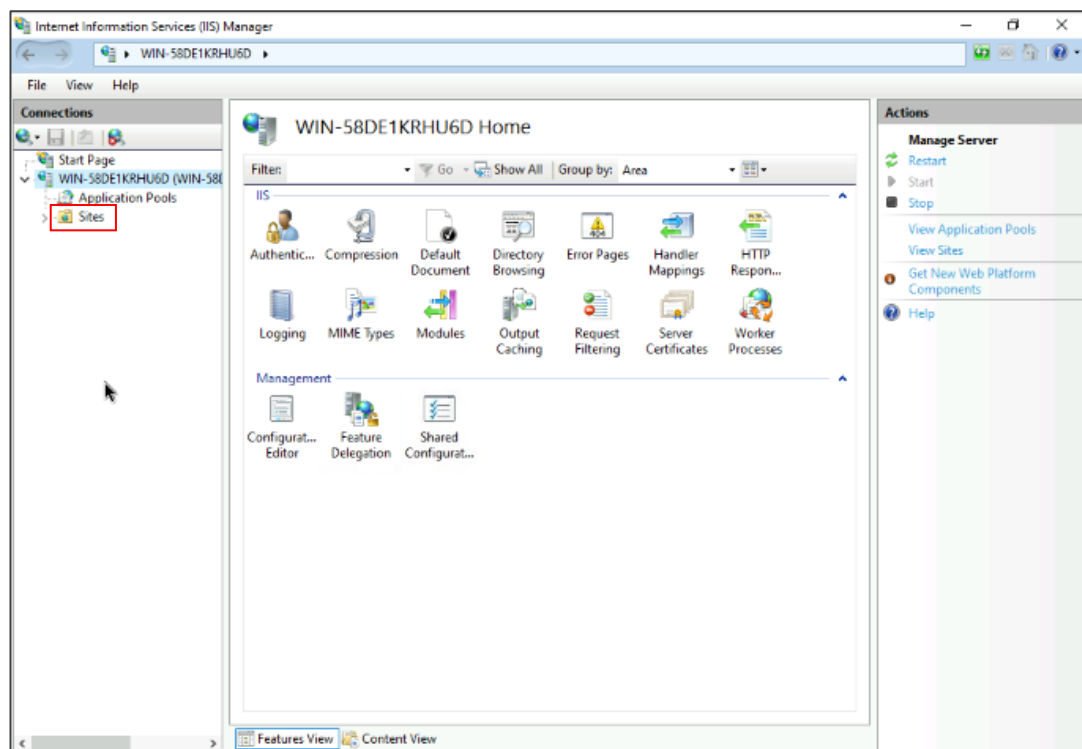 Internet Information Services (IIS) Manager
WIN-58DE1KRHU6D
File View Help
Connections
Start Page
WIN-58DE1KRHU6D (WIN-58
Application Pools
Sites
WIN-58DE1KRHU6D Home
Filter: Go Show All Group by: Area
IIS
Authentic... Compression Default Document Directory Browsing Error Pages Handler Mappings HTTP Respon...
Logging MIME Types Modules Output Caching Request Filtering Server Certificates Worker Processes
Management
Configurat... Editor Feature Delegation Shared Configurat...
Features View Content View
Actions
Manage Server
Restart
Start
Stop
View Application Pools
View Sites
Get New Web Platform
Components
Help